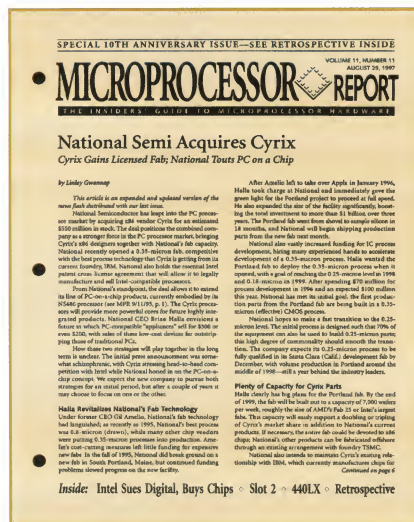 SPECIAL 10TH ANNIVERSARY ISSUE—SEE RETROSPECTIVE INSIDE
VOLUME 11, NUMBER 11
AUGUST 25, 1997
MICROPROCESSOR REPORT
THE INSIDERS' GUIDE TO MICROPROCESSOR HARDWARE
National Semi Acquires Cyrix
Cyrix Gains Licensed Fab; National Touts PC on a Chip
by Linley Gwennap
This article is an expanded and updated version of the
news flash distributed with our last issue.
National Semiconductor has leapt into the PC proces-
sor market by acquiring x86 vendor Cyrix for an estimated
$550 million in stock. The deal positions the combined com-
pany as a stronger force in the PC processor market, bringing
Cyrix's x86 designers together with National's fab capacity.
National recently opened a 0.35-micron fab, competitive
with the best process technology that Cyrix is getting from its
current foundry, IBM. National also holds the essential Intel
patent cross license agreement that will allow it to legally
manufacture and sell Intel-compatible processors.
From National's standpoint, the deal allows it to extend
its line of PC-on-a-chip products, currently embodied by its
NS486 processor (see MPR 9/11/95, p. 1). The Cyrix proces-
sors will provide more powerful cores for future highly inte-
grated products. National CEO Brian Halla envisions a
future in which PC-compatible "appliances" sell for $500 or
even $200, with sales of these low-cost devices far outstrip-
ping those of traditional PCs.
How these two strategies will play together in the long
term is unclear. The initial press announcement was some-
what schizophrenic, with Cyrix stressing head-to-head com-
petition with Intel while National honed in on the PC-on-a-
chip concept. We expect the new company to pursue both
strategies for an initial period, but after a couple of years it
may choose to focus on one or the other.
Halla Revitalizes National's Fab Technology
Under former CEO Gil Amelio, National's fab technology
had languished; as recently as 1995, National's best process
was 0.8-micron (drawn), while many other chip vendors
were putting 0.35-micron processes into production. Ame-
lio's cost-cutting measures left little funding for expensive
new fabs. In the fall of 1995, National did break ground on a
new fab in South Portland, Maine, but continued funding
problems slowed progress on the new facility.
After Amelio left to take over Apple in January 1996,
Halla took charge at National and immediately gave the
green light for the Portland project to proceed at full speed.
He also expanded the size of the facility significantly, boost-
ing the total investment to more than $1 billion over three
years. The Portland fab went from shovel to sample silicon in
18 months, and National will begin shipping production
parts from the new fab next month.
National also vastly increased funding for IC process
development, hiring many experienced hands to accelerate
development of a 0.35-micron process. Halla wanted the
Portland fab to deploy the 0.35-micron process when it
opened, with a goal of reaching the 0.25-micron level in 1998
and 0.18-micron in 1999. After spending $70 million for
process development in 1996 and an expected $100 million
this year, National has met its initial goal; the first produc-
tion parts from the Portland fab are being built in a 0.35-
micron (effective) CMOS process.
National hopes to make a fast transition to the 0.25-
micron level. The initial process is designed such that 70% of
the equipment can also be used to build 0.25-micron parts;
this high degree of commonality should smooth the transi-
tion. The company expects its 0.25-micron process to be
fully qualified in its Santa Clara (Calif.) development fab by
December, with volume production in Portland around the
middle of 1998—still a year behind the industry leaders.
Plenty of Capacity for Cyrix Parts
Halla clearly has big plans for the Portland fab. By the end
of 1999, the fab will be built out to a capacity of 7,000 wafers
per week, roughly the size of AMD's Fab 25 or Intel's largest
fabs. This capacity will easily support a doubling or tripling
of Cyrix's market share in addition to National's current
products. If necessary, the entire fab could be devoted to x86
chips; National's other products can be fabricated offshore
through an existing arrangement with foundry TSMC.
National also intends to maintain Cyrix's existing rela-
tionship with IBM, which currently manufactures chips for
Continued on page 6
Inside: Intel Sues Digital, Buys Chips ◇ Slot 2 ◇ 440LX ◇ Retrospective